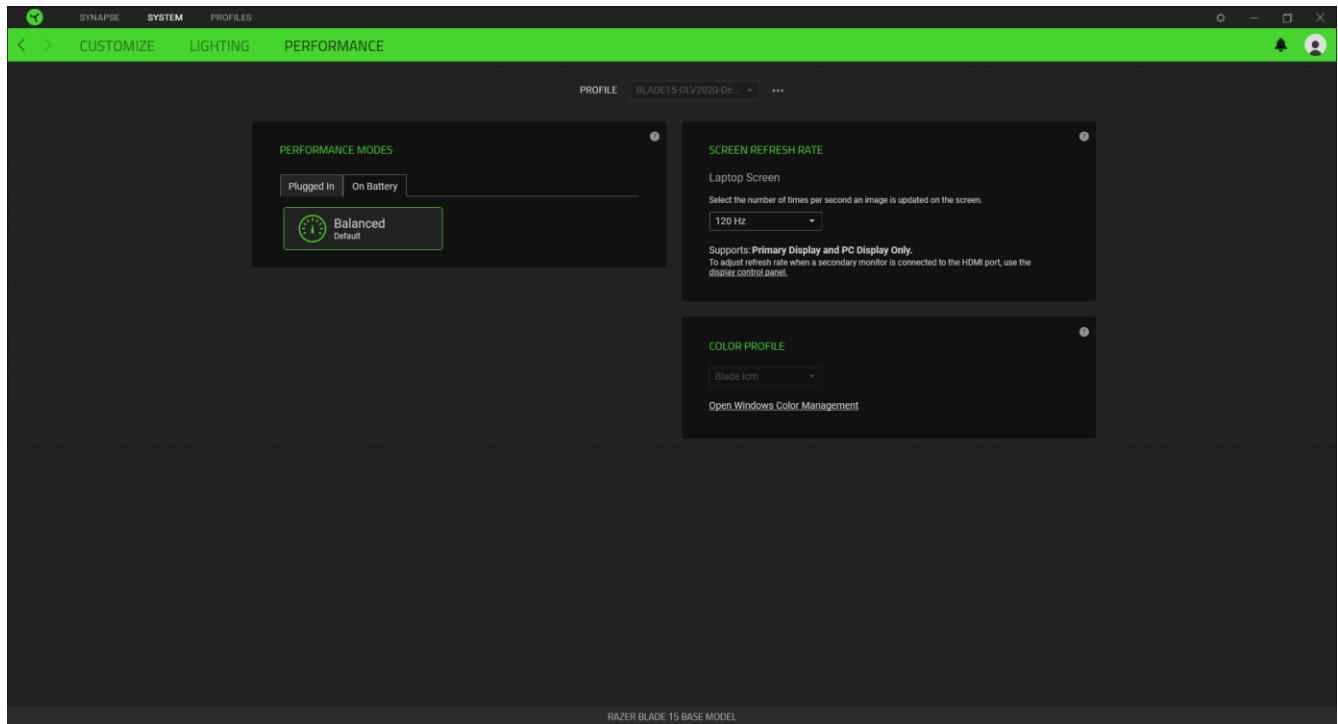 SYNAPSE SYSTEM PROFILES
CUSTOMIZE LIGHTING PERFORMANCE
PROFILE BLADE15-OLV2020-De...
PERFORMANCE MODES
Plugged In On Battery
Balanced
Default
SCREEN REFRESH RATE
Laptop Screen
Select the number of times per second an image is updated on the screen.
120 Hz
Supports: Primary Display and PC Display Only.
To adjust refresh rate when a secondary monitor is connected to the HDMI port, use the
display control panel.
COLOR PROFILE
Blade.icm
Open Windows Color Management
RAZER BLADE 15 BASE MODEL